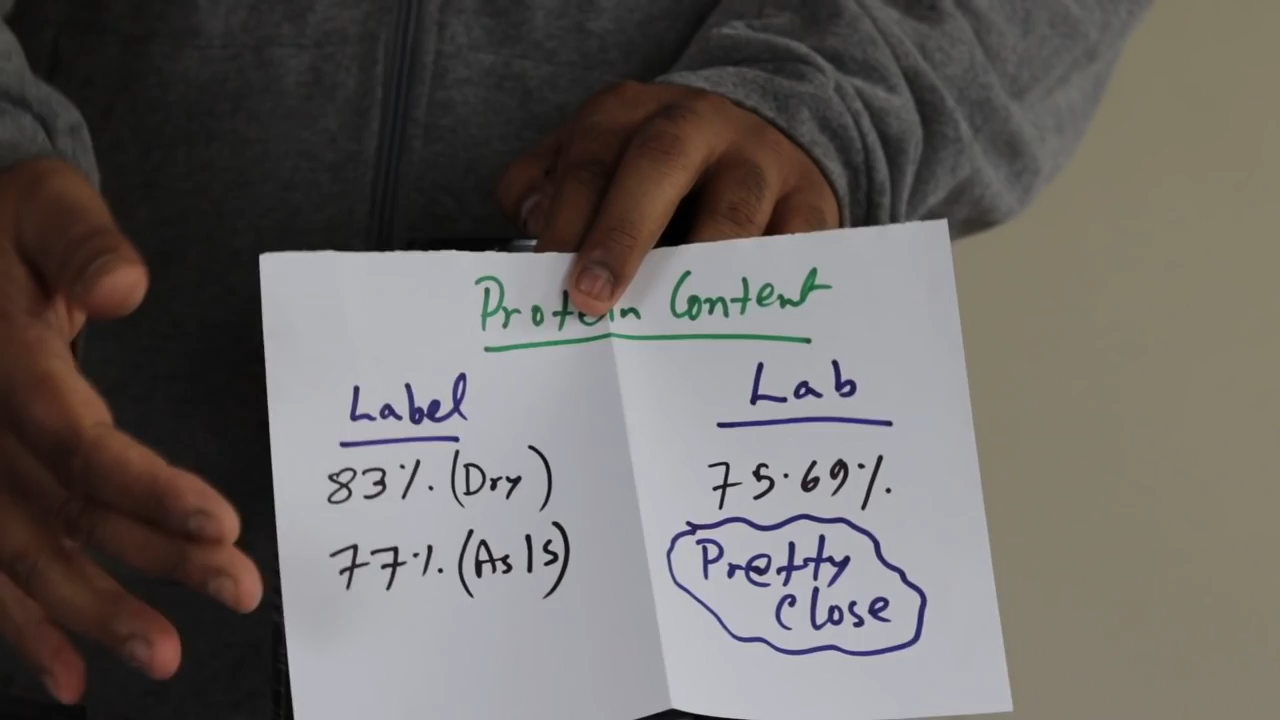 Protein Content
Label
83% (Dry)
77% (As Is)
Lab
75.69%
Pretty
Close